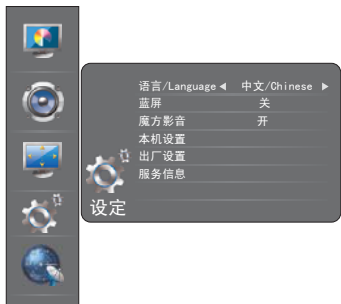 语言/Language ◀ 中文/Chinese ▶
蓝屏 关
魔方影音 开
本机设置
出厂设置
服务信息
设定